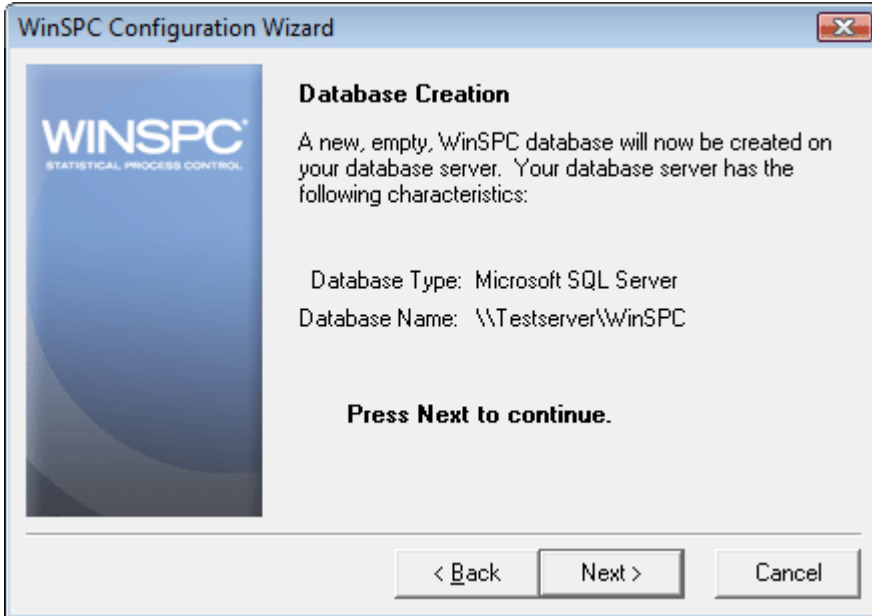 WinSPC Configuration Wizard
WINSPC®
STATISTICAL PROCESS CONTROL
Database Creation
A new, empty, WinSPC database will now be created on
your database server.  Your database server has the
following characteristics:
Database Type: Microsoft SQL Server
Database Name: \\Testserver\WinSPC
Press Next to continue.
< Back
Next >
Cancel